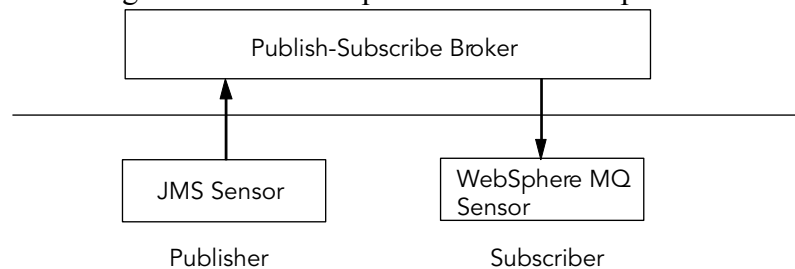 Publish-Subscribe Broker
JMS Sensor
WebSphere MQ
Sensor
Publisher
Subscriber